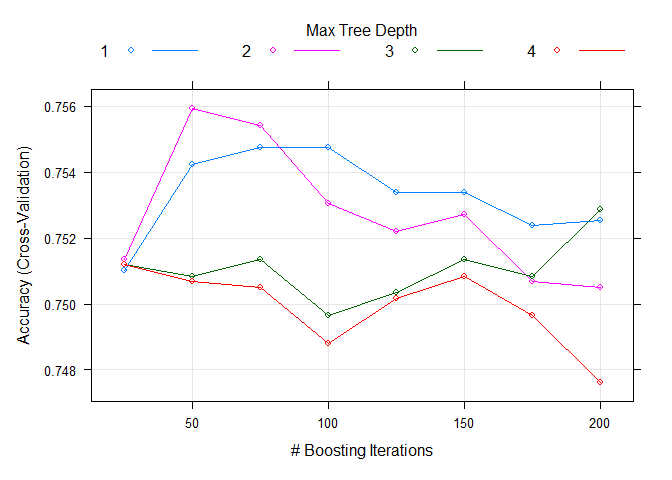 Max Tree Depth
1 2 3 4
0.756
0.754
0.752
0.750
0.748
Accuracy (Cross-Validation)
50 100 150 200
# Boosting Iterations